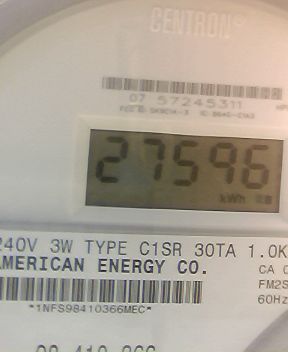 CENTRON®
07 57245311
27596
kWh
240V 3W TYPE C1SR 30TA 1.0K
AMERICAN ENERGY CO.
CA 0
FM2S
60Hz
*1NFS98410366MEC*